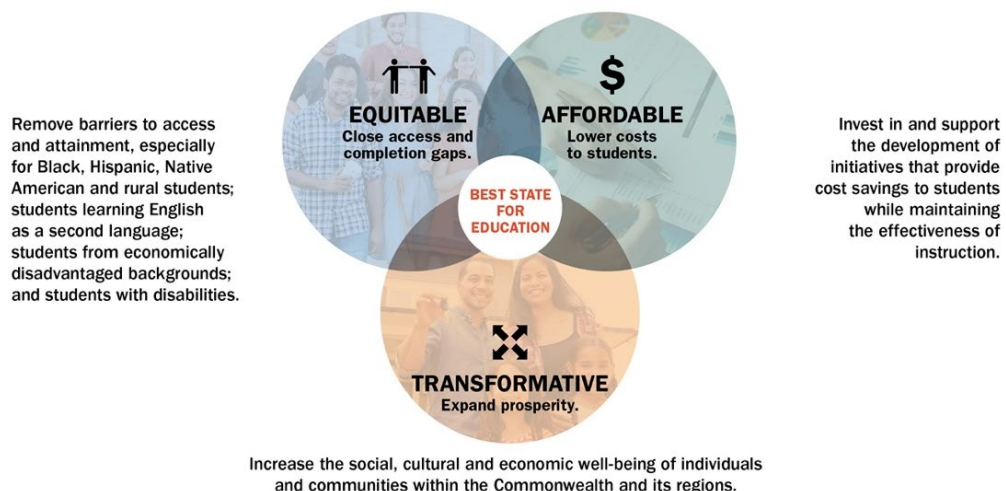 $
EQUITABLE
Close access and
completion gaps.
AFFORDABLE
Lower costs
to students.
Remove barriers to access
and attainment, especially
for Black, Hispanic, Native
American and rural students;
students learning English
as a second language;
students from economically
disadvantaged backgrounds;
and students with disabilities.
Invest in and support
the development of
initiatives that provide
cost savings to students
while maintaining
the effectiveness of
instruction.
BEST STATE
FOR
EDUCATION
TRANSFORMATIVE
Expand prosperity.
Increase the social, cultural and economic well-being of individuals
and communities within the Commonwealth and its regions.